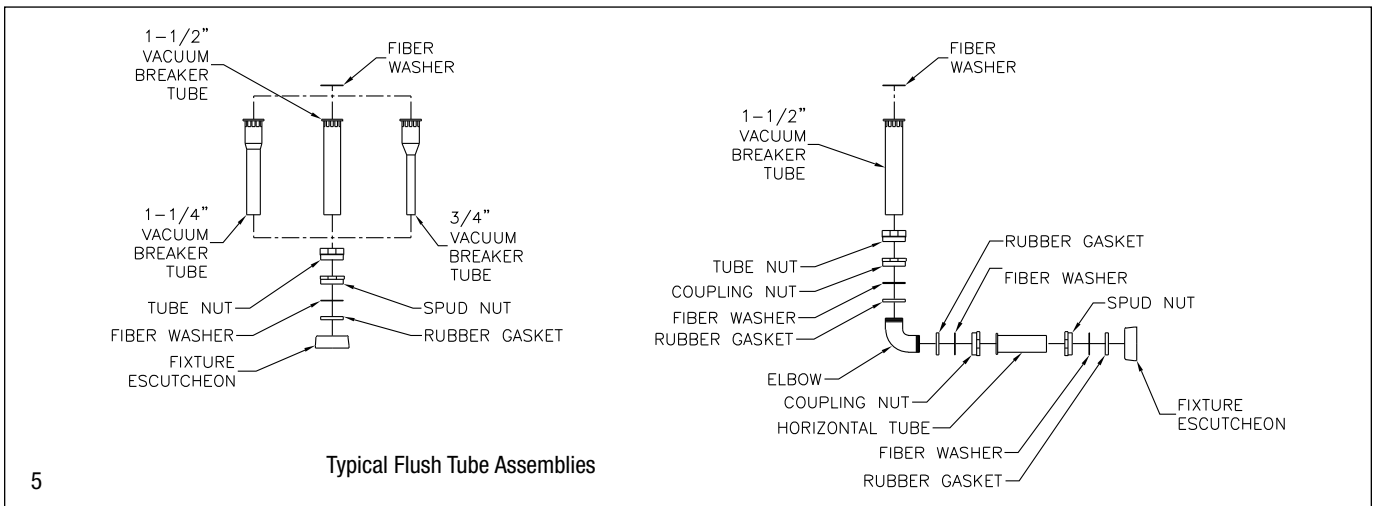 1-1/2"
VACUUM
BREAKER
TUBE
FIBER
WASHER
1-1/4"
VACUUM
BREAKER
TUBE
3/4"
VACUUM
BREAKER
TUBE
TUBE NUT
SPUD NUT
FIBER WASHER
RUBBER GASKET
FIXTURE
ESCUTCHEON
FIBER
WASHER
1-1/2"
VACUUM
BREAKER
TUBE
TUBE NUT
COUPLING NUT
FIBER WASHER
RUBBER GASKET
RUBBER GASKET
FIBER WASHER
SPUD NUT
ELBOW
COUPLING NUT
HORIZONTAL TUBE
FIBER WASHER
RUBBER GASKET
FIXTURE
ESCUTCHEON
Typical Flush Tube Assemblies
5